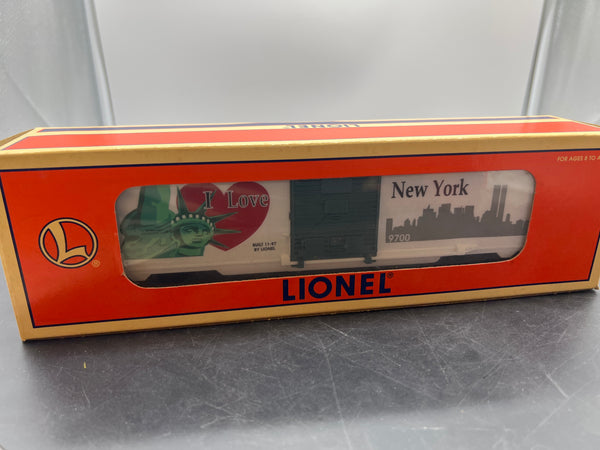 LIONEL
FOR AGES 8 TO A
L
®
I Love
New York
BUILT 11-97
BY LIONEL
9700
LIONEL®